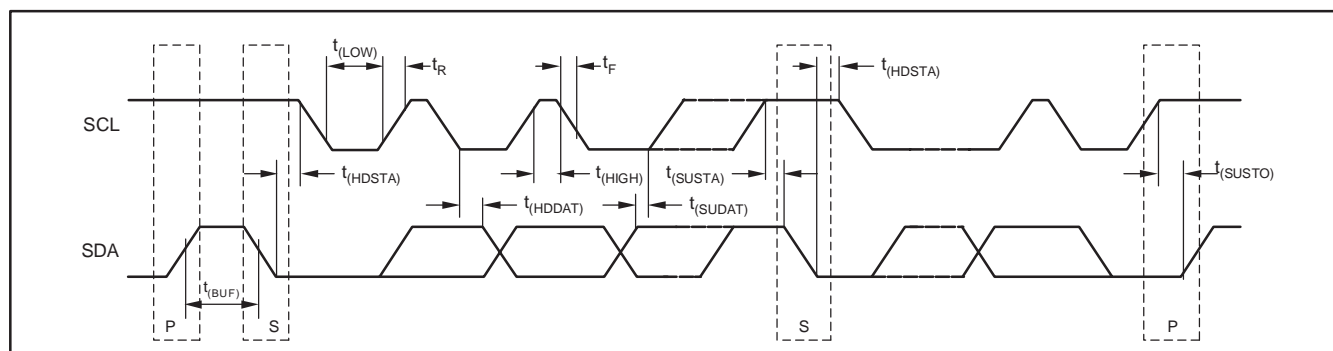 t(LOW)
tR
tF
t(HDSTA)
SCL
t(HDSTA)
t(HIGH)
t(SUSTA)
t(SUSTO)
t(HDDAT)
t(SUDAT)
SDA
t(BUF)
P
S
S
P